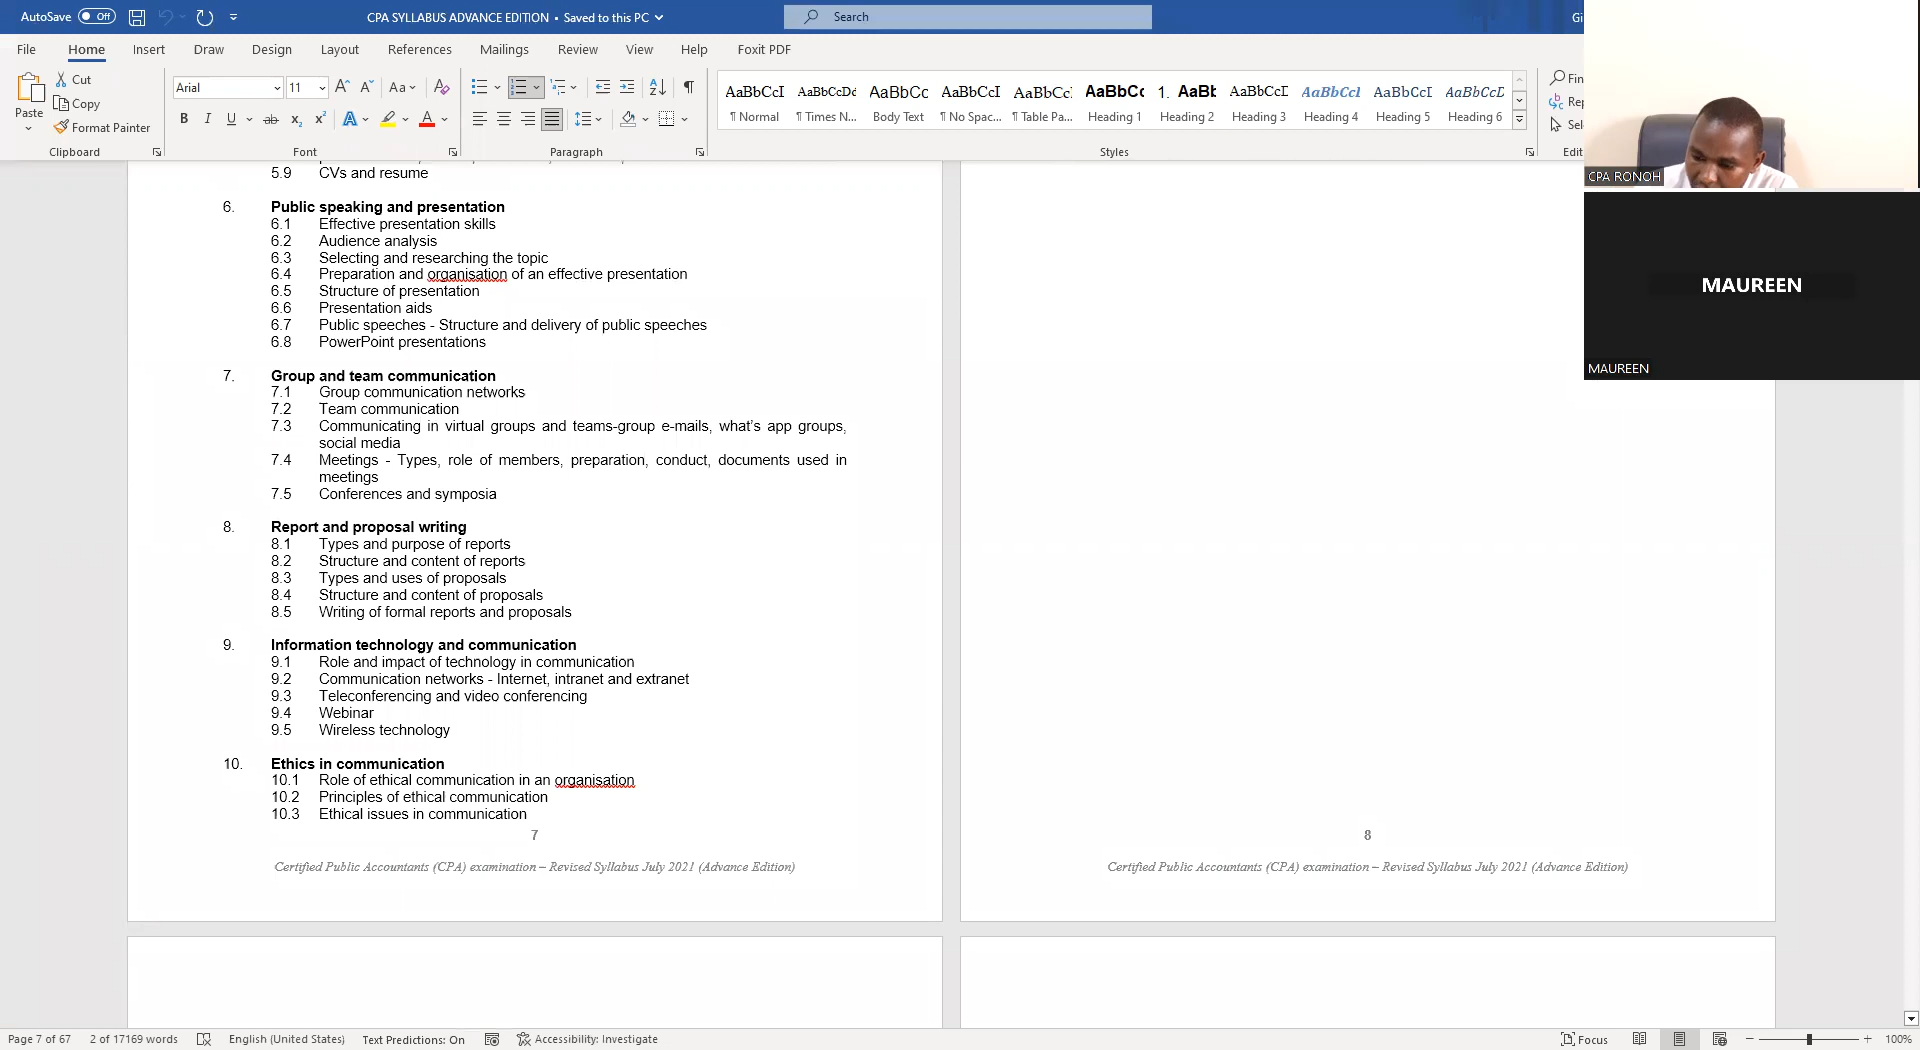 AutoSave Off CPA SYLLABUS ADVANCE EDITION • Saved to this PC Search Gi
File Home Insert Draw Design Layout References Mailings Review View Help Foxit PDF
Paste Cut
Copy
Format Painter
Clipboard
Arial 11 Aa
B I U ab x₂ x² A A
Font
Paragraph
AaBbCcI AaBbCcDd AaBbCc AaBbCcI AaBbCc AaBbCc 1. AaBb AaBbCcD AaBbCcI AaBbCcI AaBbCcD
¶ Normal ¶ Times N... Body Text ¶ No Spac... ¶ Table Pa... Heading 1 Heading 2 Heading 3 Heading 4 Heading 5 Heading 6
Styles
Fin
Rep
Sel
Edit
CPA RONOH
MAUREEN
MAUREEN
5.9 CVs and resume
6. Public speaking and presentation
6.1 Effective presentation skills
6.2 Audience analysis
6.3 Selecting and researching the topic
6.4 Preparation and organisation of an effective presentation
6.5 Structure of presentation
6.6 Presentation aids
6.7 Public speeches - Structure and delivery of public speeches
6.8 PowerPoint presentations
7. Group and team communication
7.1 Group communication networks
7.2 Team communication
7.3 Communicating in virtual groups and teams-group e-mails, what's app groups,
social media
7.4 Meetings - Types, role of members, preparation, conduct, documents used in
meetings
7.5 Conferences and symposia
8. Report and proposal writing
8.1 Types and purpose of reports
8.2 Structure and content of reports
8.3 Types and uses of proposals
8.4 Structure and content of proposals
8.5 Writing of formal reports and proposals
9. Information technology and communication
9.1 Role and impact of technology in communication
9.2 Communication networks - Internet, intranet and extranet
9.3 Teleconferencing and video conferencing
9.4 Webinar
9.5 Wireless technology
10. Ethics in communication
10.1 Role of ethical communication in an organisation
10.2 Principles of ethical communication
10.3 Ethical issues in communication
7
Certified Public Accountants (CPA) examination – Revised Syllabus July 2021 (Advance Edition)
8
Certified Public Accountants (CPA) examination – Revised Syllabus July 2021 (Advance Edition)
Page 7 of 67 2 of 17169 words English (United States) Text Predictions: On Accessibility: Investigate Focus 100%